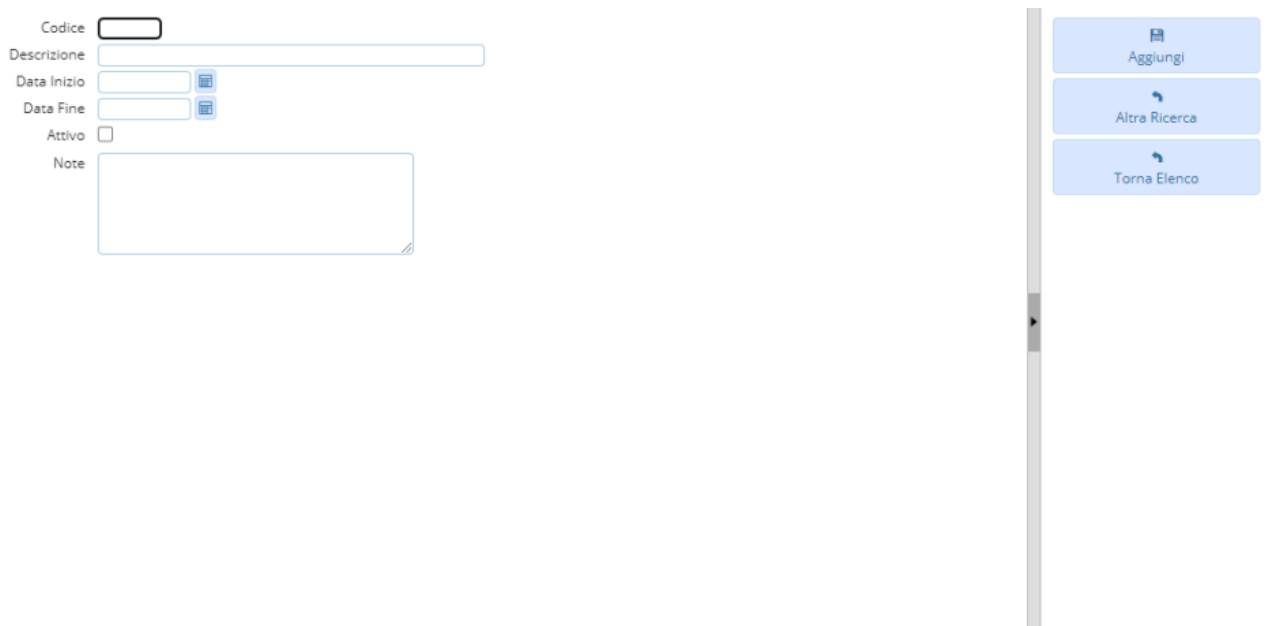 Codice
Descrizione
Data Inizio
Data Fine
Attivo
Note
Aggiungi
Altra Ricerca
Torna Elenco